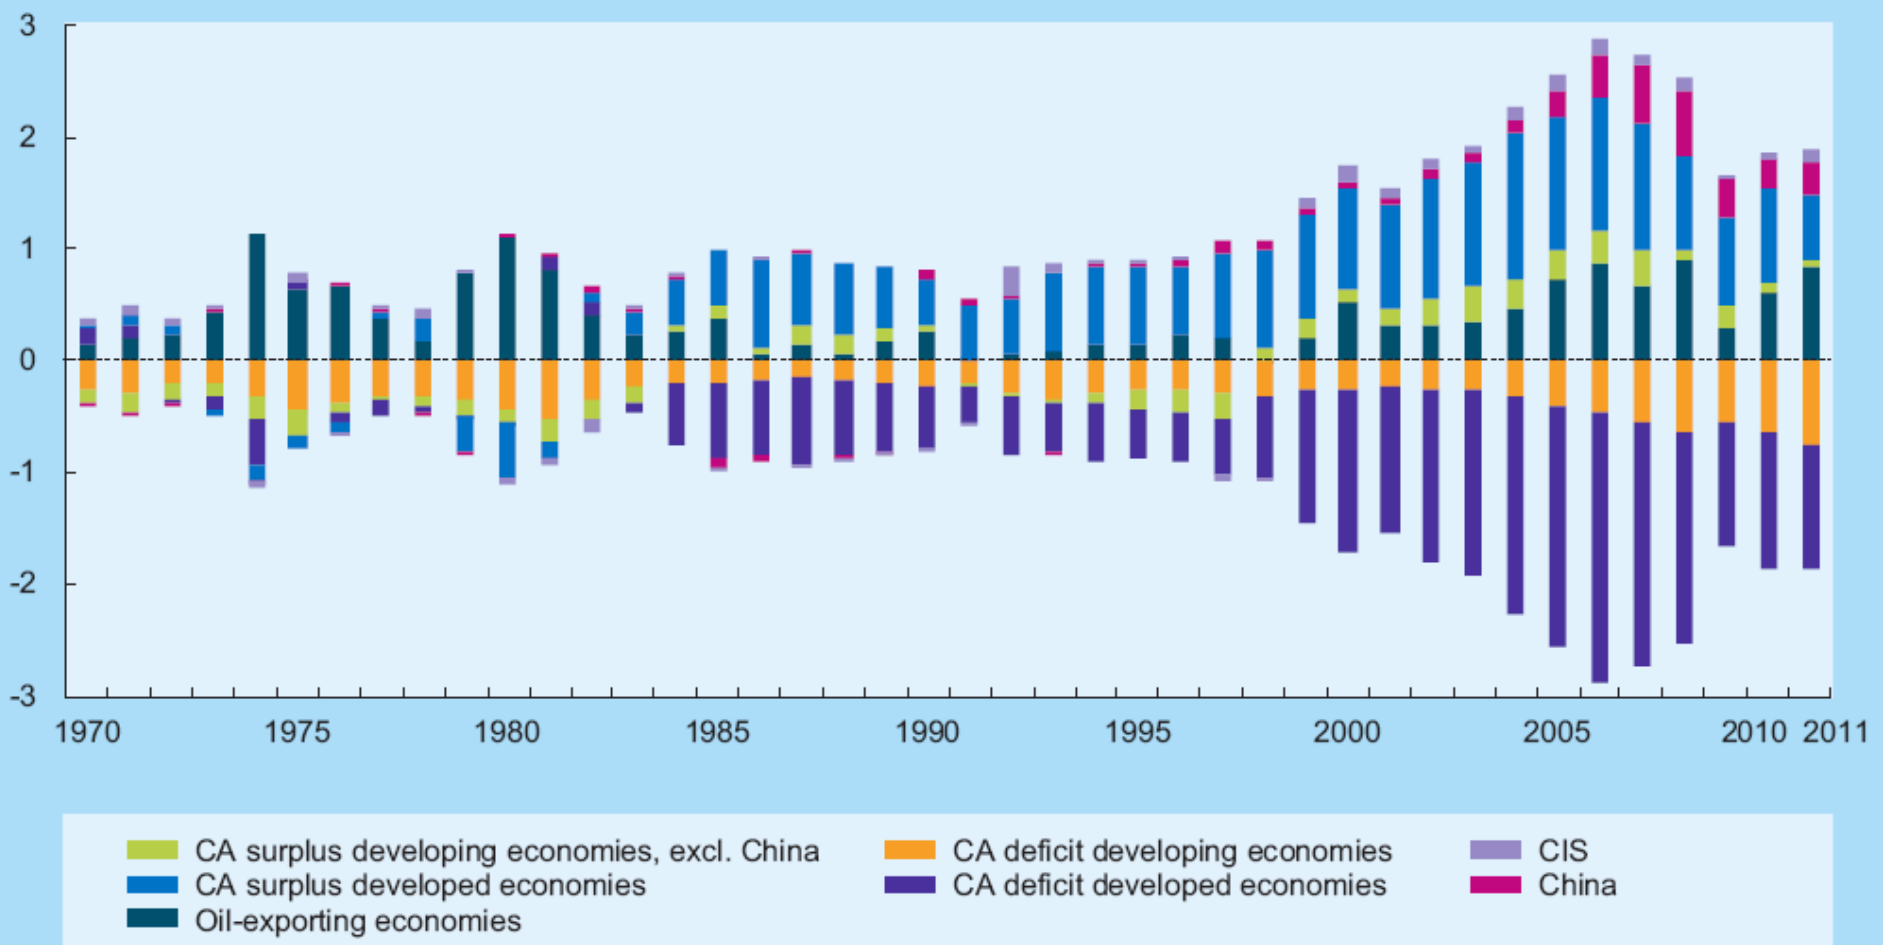 3
2
1
0
-1
-2
-3
1970 1975 1980 1985 1990 1995 2000 2005 2010 2011
CA surplus developing economies, excl. China CA deficit developing economies CIS
CA surplus developed economies CA deficit developed economies China
Oil-exporting economies